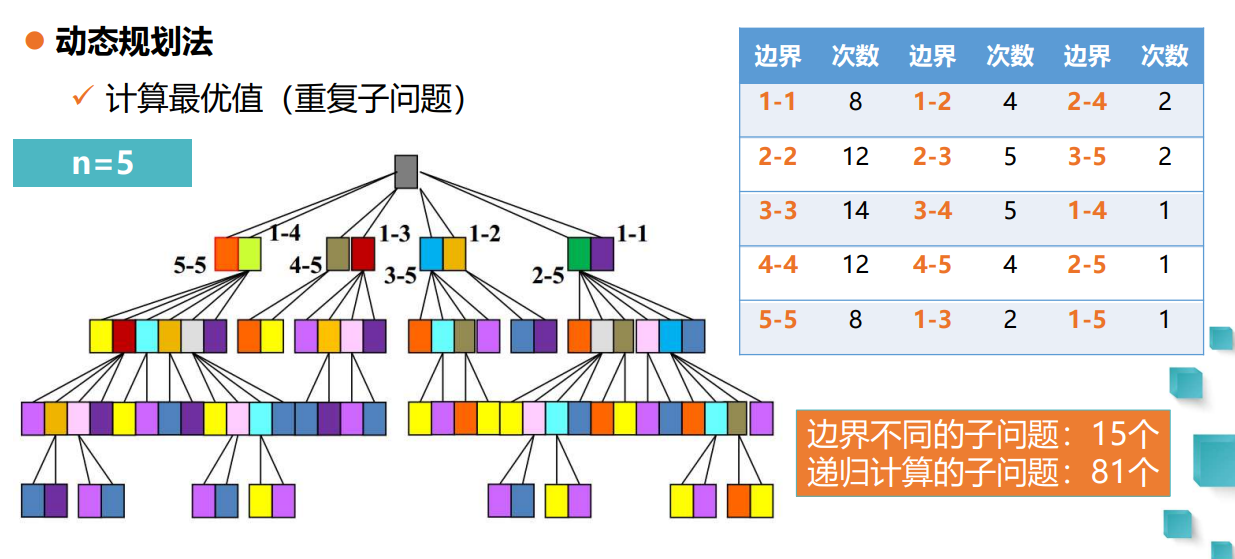 动态规划法
✓ 计算最优值（重复子问题）
n=5
边界 次数 边界 次数 边界 次数
1-1 8 1-2 4 2-4 2
2-2 12 2-3 5 3-5 2
3-3 14 3-4 5 1-4 1
4-4 12 4-5 4 2-5 1
5-5 8 1-3 2 1-5 1
1-4 1-3 1-2 1-1
5-5 4-5 3-5 2-5
边界不同的子问题：15个
递归计算的子问题：81个